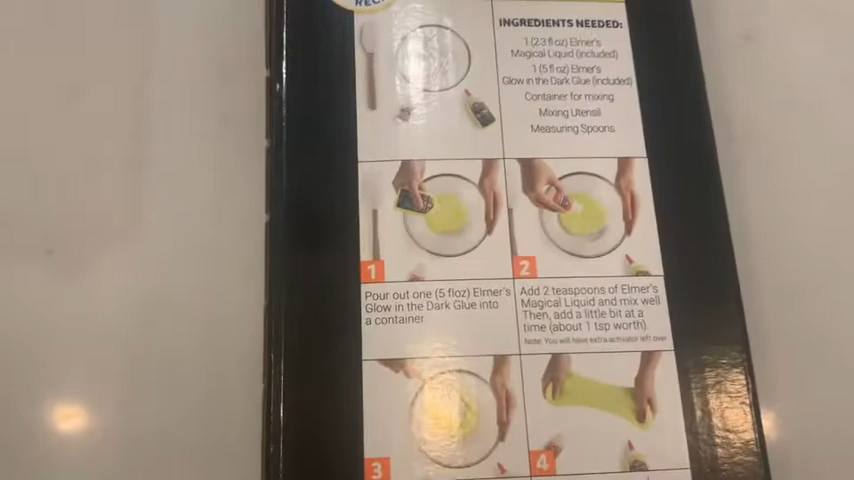 REC
INGREDIENTS NEEDED:
1 (2.3 fl oz) Elmer's
Magical Liquid (included)
1 (5 fl oz) Elmer's
Glow in the Dark Glue (included)
Container for mixing
Mixing Utensil
Measuring Spoons
1
Pour out one (5 floz) Elmer's
Glow in the Dark Glue into
a container
2
Add 2 teaspoons of Elmer's
Magical Liquid and mix well
Then, add a little bit at a
time (about 1 tsp worth).
Note: You will have extra activator left over
3
4